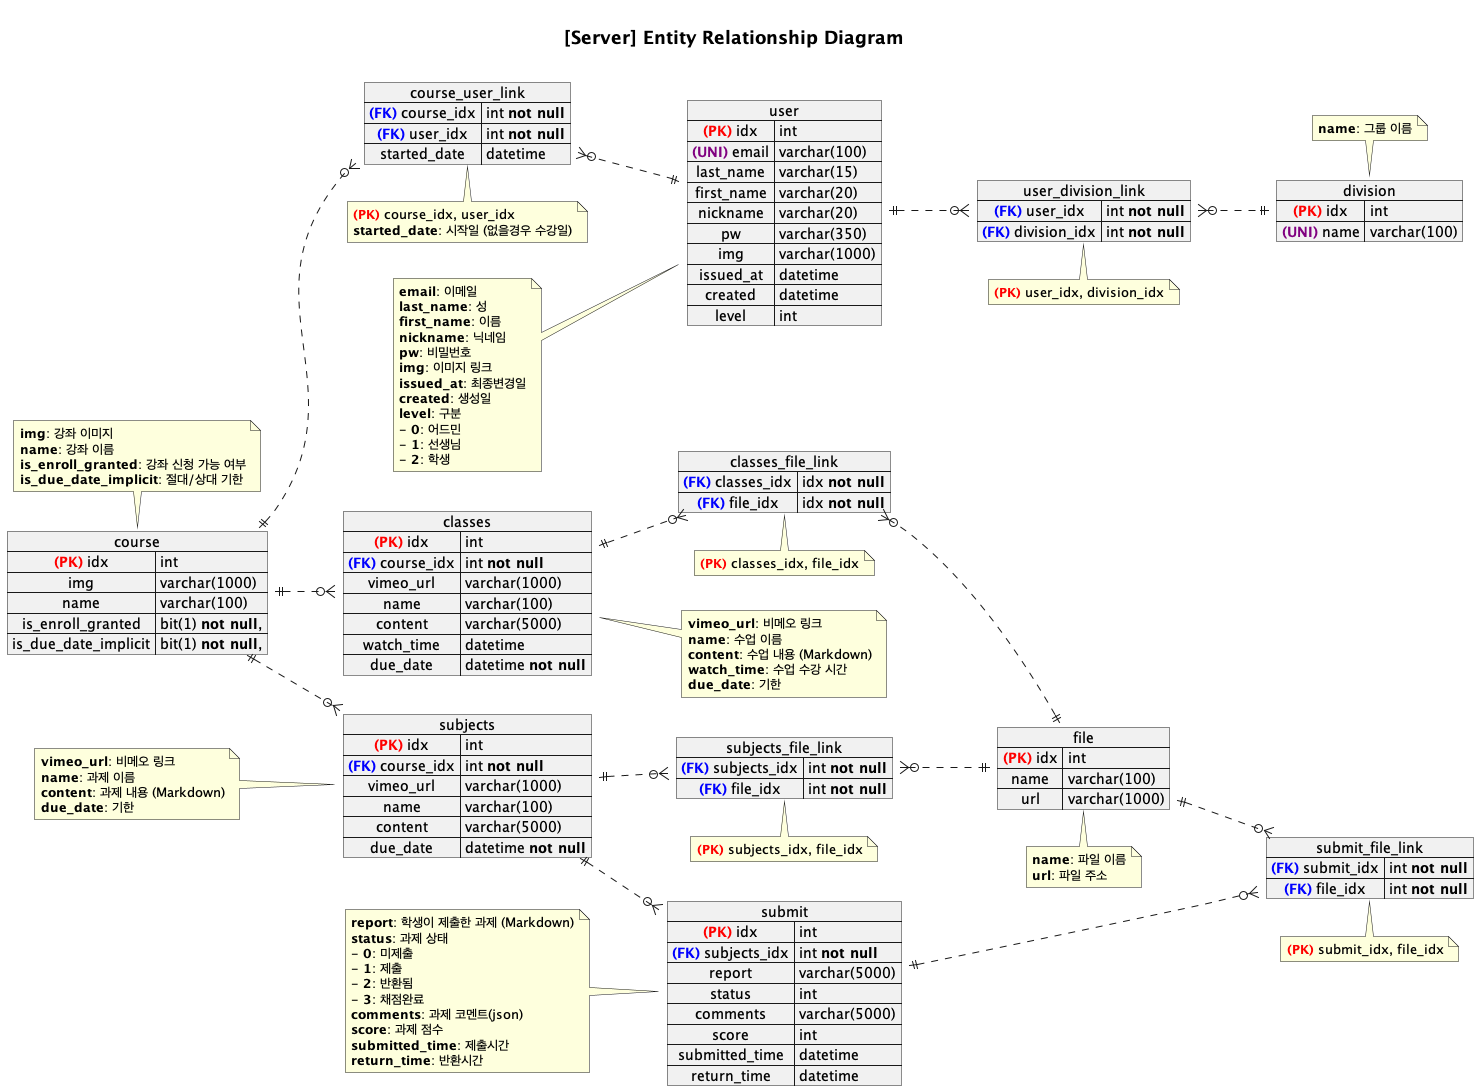 [Server] Entity Relationship Diagram
course_user_link
(FK) course_idx int not null
(FK) user_idx int not null
started_date datetime
(PK) course_idx, user_idx
started_date: 시작일 (없을경우 수강일)
user
(PK) idx int
(UNI) email varchar(100)
last_name varchar(15)
first_name varchar(20)
nickname varchar(20)
pw varchar(350)
img varchar(1000)
issued_at datetime
created datetime
level int
email: 이메일
last_name: 성
first_name: 이름
nickname: 닉네임
pw: 비밀번호
img: 이미지 링크
issued_at: 최종변경일
created: 생성일
level: 구분
- 0: 어드민
- 1: 선생님
- 2: 학생
user_division_link
(FK) user_idx int not null
(FK) division_idx int not null
(PK) user_idx, division_idx
name: 그룹 이름
division
(PK) idx int
(UNI) name varchar(100)
img: 강좌 이미지
name: 강좌 이름
is_enroll_granted: 강좌 신청 가능 여부
is_due_date_implicit: 절대/상대 기한
course
(PK) idx int
img varchar(1000)
name varchar(100)
is_enroll_granted bit(1) not null,
is_due_date_implicit bit(1) not null,
classes
(PK) idx int
(FK) course_idx int not null
vimeo_url varchar(1000)
name varchar(100)
content varchar(5000)
watch_time datetime
due_date datetime not null
classes_file_link
(FK) classes_idx idx not null
(FK) file_idx idx not null
(PK) classes_idx, file_idx
vimeo_url: 비메오 링크
name: 수업 이름
content: 수업 내용 (Markdown)
watch_time: 수업 수강 시간
due_date: 기한
vimeo_url: 비메오 링크
name: 과제 이름
content: 과제 내용 (Markdown)
due_date: 기한
subjects
(PK) idx int
(FK) course_idx int not null
vimeo_url varchar(1000)
name varchar(100)
content varchar(5000)
due_date datetime not null
subjects_file_link
(FK) subjects_idx int not null
(FK) file_idx int not null
(PK) subjects_idx, file_idx
file
(PK) idx int
name varchar(100)
url varchar(1000)
name: 파일 이름
url: 파일 주소
submit_file_link
(FK) submit_idx int not null
(FK) file_idx int not null
(PK) submit_idx, file_idx
report: 학생이 제출한 과제 (Markdown)
status: 과제 상태
- 0: 미제출
- 1: 제출
- 2: 반환됨
- 3: 채점완료
comments: 과제 코멘트(json)
score: 과제 점수
submitted_time: 제출시간
return_time: 반환시간
submit
(PK) idx int
(FK) subjects_idx int not null
report varchar(5000)
status int
comments varchar(5000)
score int
submitted_time datetime
return_time datetime